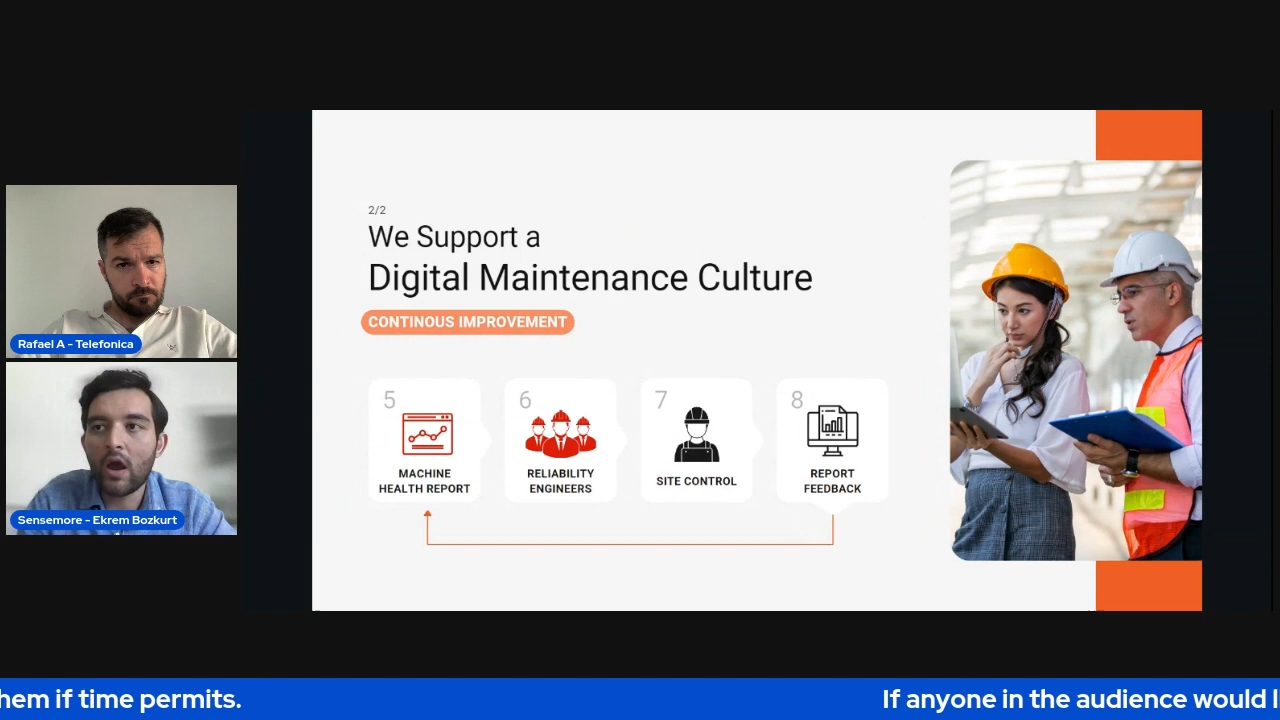 Rafael A - Telefonica
Sensemore - Ekrem Bozkurt
2/2
We Support a
Digital Maintenance Culture
CONTINOUS IMPROVEMENT
5
MACHINE
HEALTH REPORT
6
RELIABILITY
ENGINEERS
7
SITE CONTROL
8
REPORT
FEEDBACK
hem if time permits.
If anyone in the audience would l